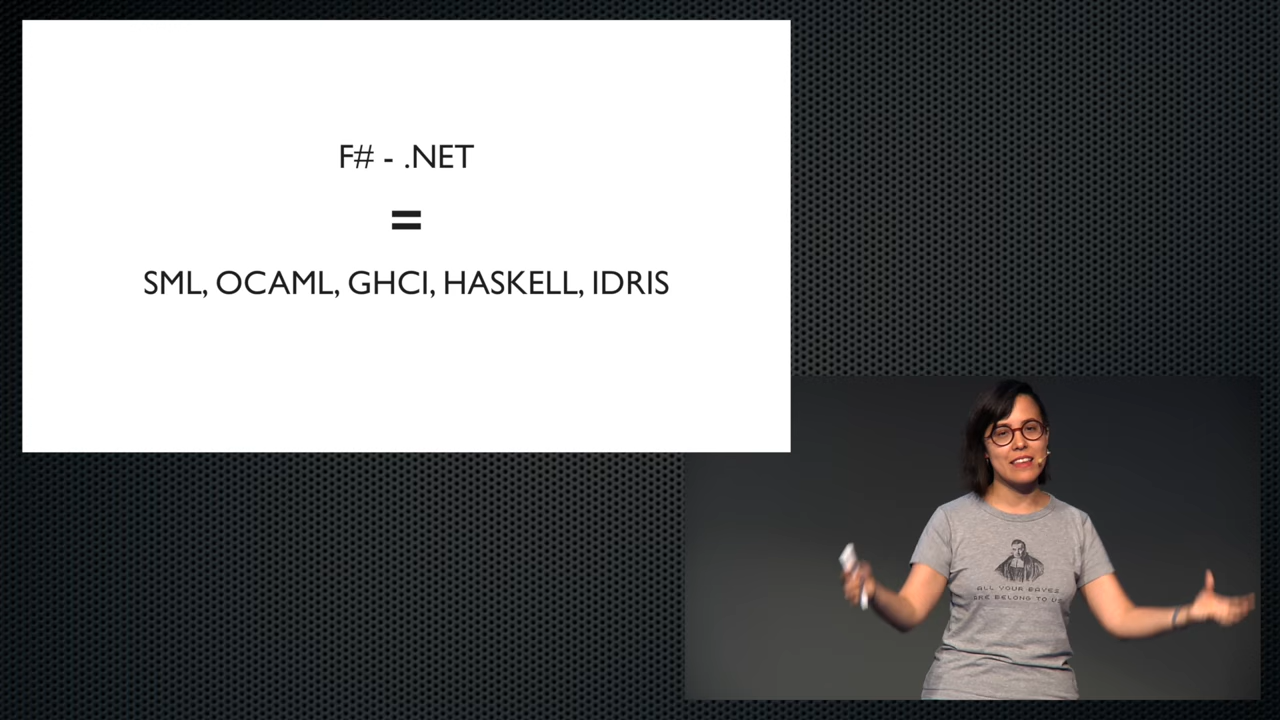 F# - .NET
=
SML, OCAML, GHCI, HASKELL, IDRIS
ALL YOUR BAYES
ARE BELONG TO US